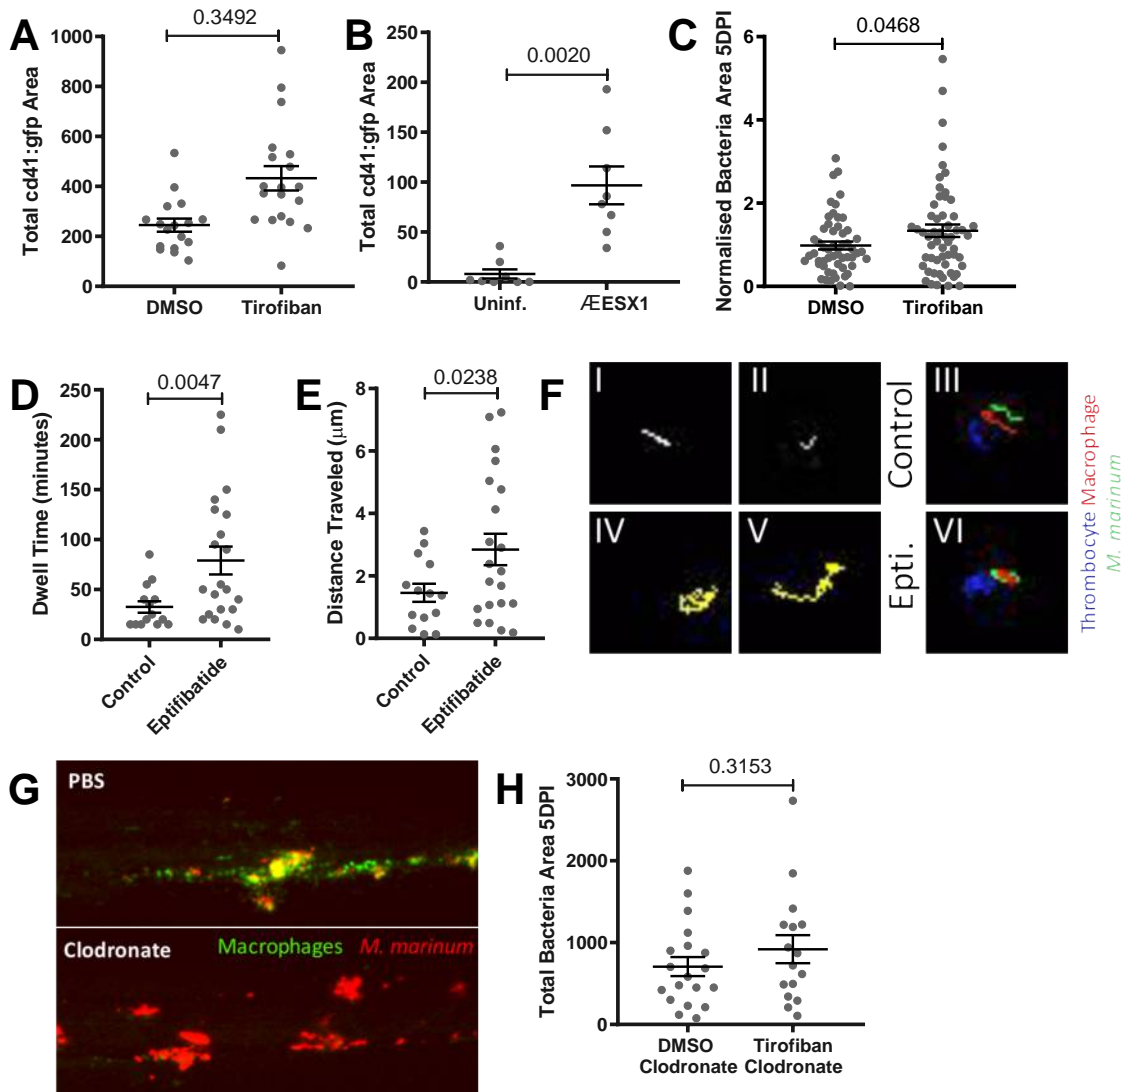 A
0.3492
Total cd41:gfp Area
1000
800
600
400
200
0
DMSO
Tirofiban
B
0.0020
Total cd41:gfp Area
250
200
150
100
50
0
Uninf.
ÆESX1
C
0.0468
Normalised Bacteria Area 5DPI
6
4
2
0
DMSO
Tirofiban
D
0.0047
Dwell Time (minutes)
250
200
150
100
50
0
Control
Eptifibatide
E
0.0238
Distance Traveled (μm)
8
6
4
2
0
Control
Eptifibatide
F
I
II
Control
III
IV
V
Epti.
VI
Thrombocyte Macrophage
M. marinum
G
PBS
Clodronate
Macrophages M. marinum
H
0.3153
Total Bacteria Area 5DPI
3000
2000
1000
0
DMSO
Clodronate
Tirofiban
Clodronate